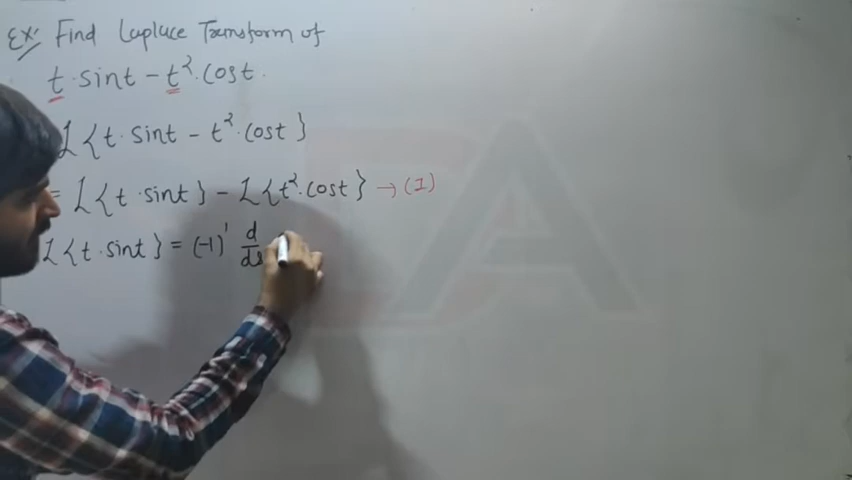 Ex:- Find Laplace Transform of
t·sint - t²·cost.
L{t·sint - t²·cost}
= L{t·sint} - L{t²·cost} → (1)
L{t·sint} = (-1)¹ d/ds